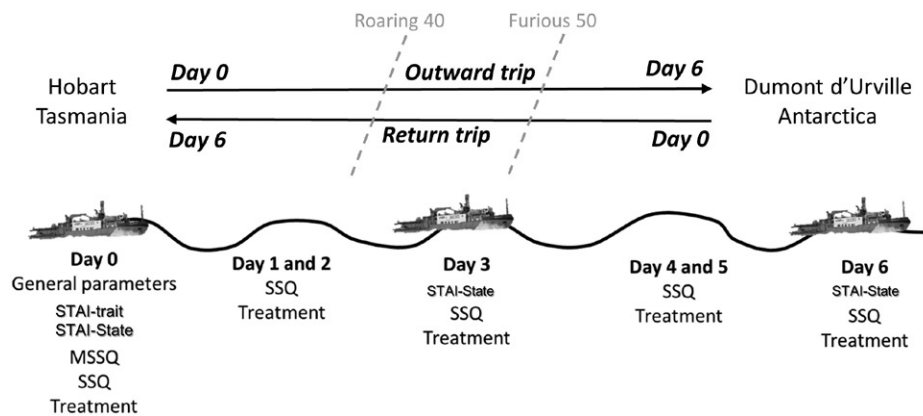 Roaring 40
Furious 50
Day 0
Outward trip
Day 6
Hobart
Tasmania
Dumont d'Urville
Antarctica
Day 6
Return trip
Day 0
Day 0
General parameters
STAI-trait
STAI-State
MSSQ
SSQ
Treatment
Day 1 and 2
SSQ
Treatment
Day 3
STAI-State
SSQ
Treatment
Day 4 and 5
SSQ
Treatment
Day 6
STAI-State
SSQ
Treatment